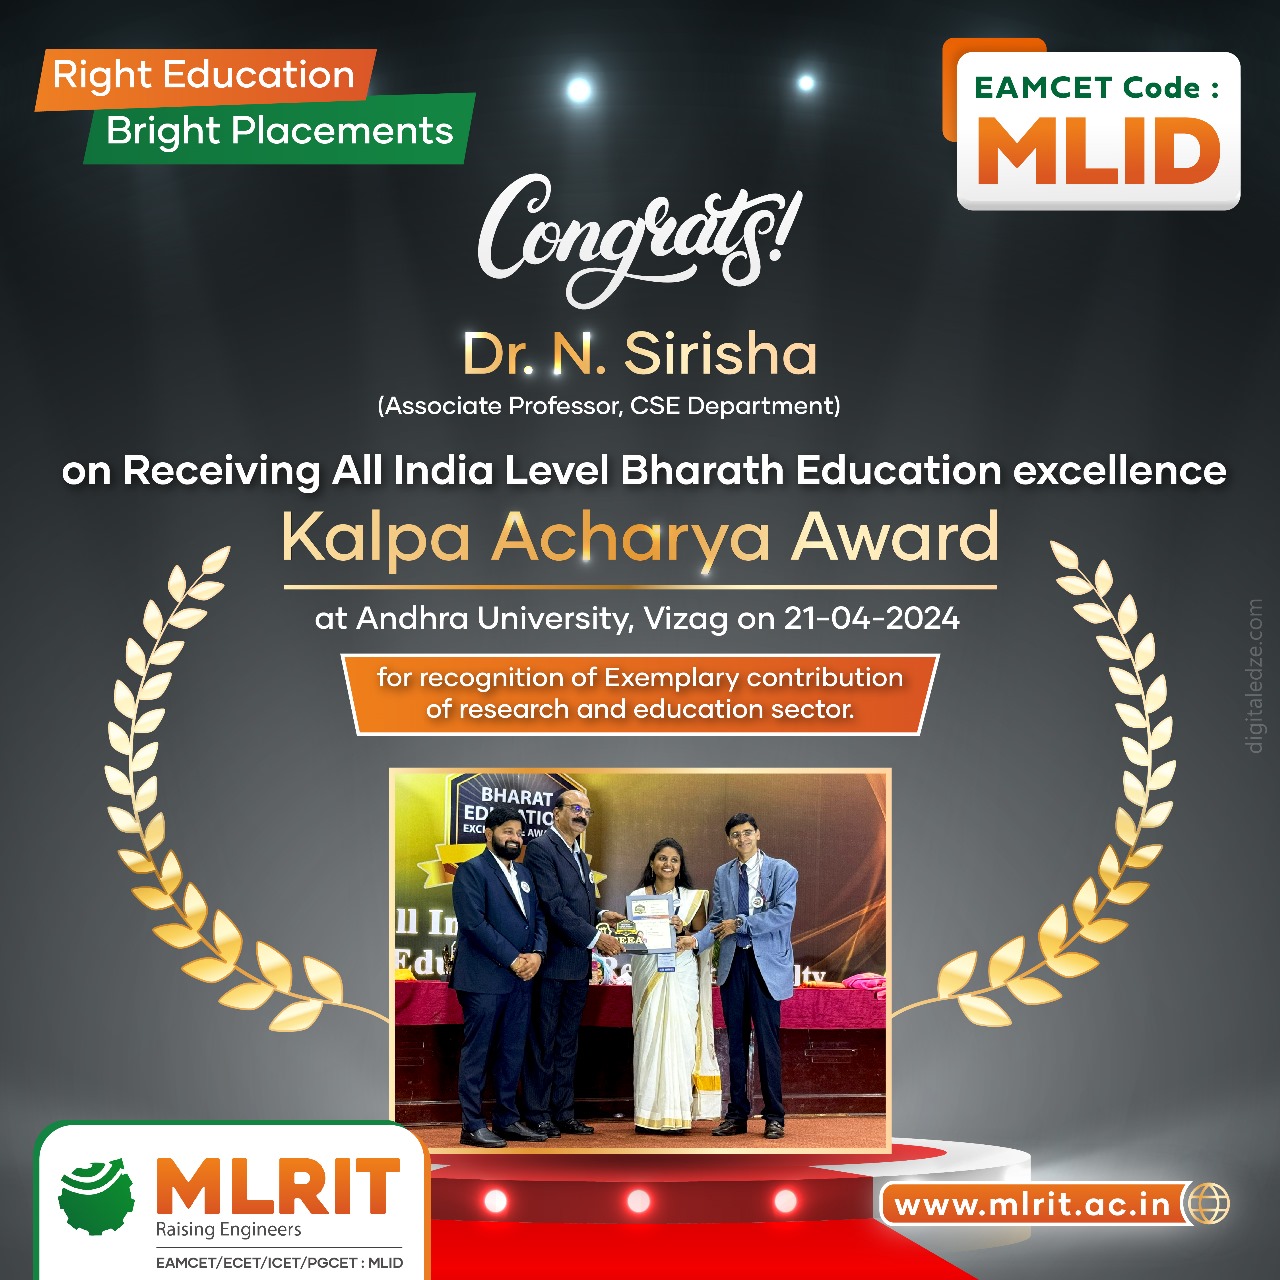 Right Education
Bright Placements
EAMCET Code :
MLID
Congrats!
Dr. N. Sirisha
(Associate Professor, CSE Department)
on Receiving All India Level Bharath Education excellence
Kalpa Acharya Award
at Andhra University, Vizag on 21-04-2024
for recognition of Exemplary contribution
of research and education sector.
digitaledze.com
BHARAT
MLRIT
Raising Engineers
EAMCET/ECET/ICET/PGCET : MLID
www.mlrit.ac.in